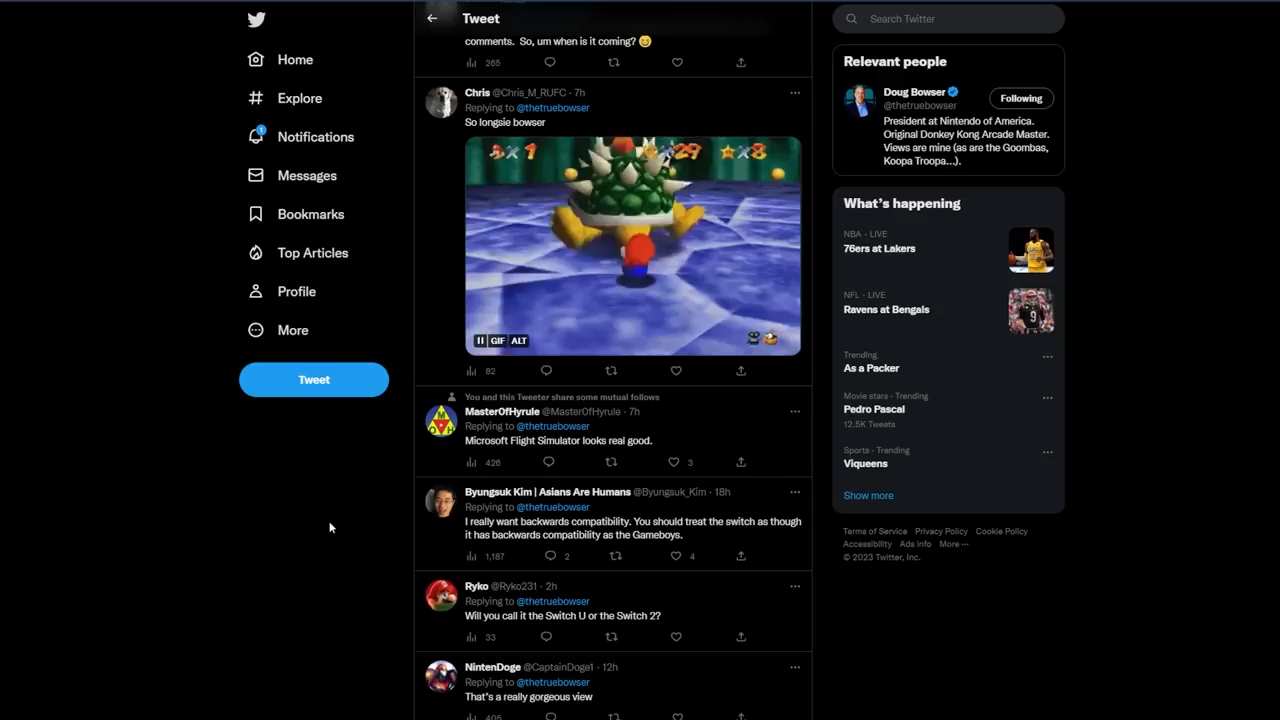 Home
Explore
1
Notifications
Messages
Bookmarks
Top Articles
Profile
More
Tweet
Tweet
comments. So, um when is it coming? 😊
265
Chris @Chris_M_RUFC · 7h
Replying to @thetruebowser
So longsie bowser
x 1
x29
x8
GIF ALT
82
You and this Tweeter share some mutual follows
MasterOfHyrule @MasterOfHyrule · 7h
Replying to @thetruebowser
Microsoft Flight Simulator looks real good.
426
3
Byungsuk Kim | Asians Are Humans @Byungsuk_Kim · 18h
Replying to @thetruebowser
I really want backwards compatibility. You should treat the switch as though
it has backwards compatibility as the Gameboys.
1,187
2
4
Ryko @Ryko231 · 2h
Replying to @thetruebowser
Will you call it the Switch U or the Switch 2?
33
NintenDoge @CaptainDoge1 · 12h
Replying to @thetruebowser
That's a really gorgeous view
Search Twitter
Relevant people
Doug Bowser
@thetruebowser
Following
President at Nintendo of America.
Original Donkey Kong Arcade Master.
Views are mine (as are the Goombas,
Koopa Troopa...).
What's happening
NBA · LIVE
76ers at Lakers
NFL · LIVE
Ravens at Bengals
Trending
As a Packer
Movie stars · Trending
Pedro Pascal
12.5K Tweets
Sports · Trending
Viqueens
Show more
Terms of Service Privacy Policy Cookie Policy
Accessibility Ads info More ···
© 2023 Twitter, Inc.